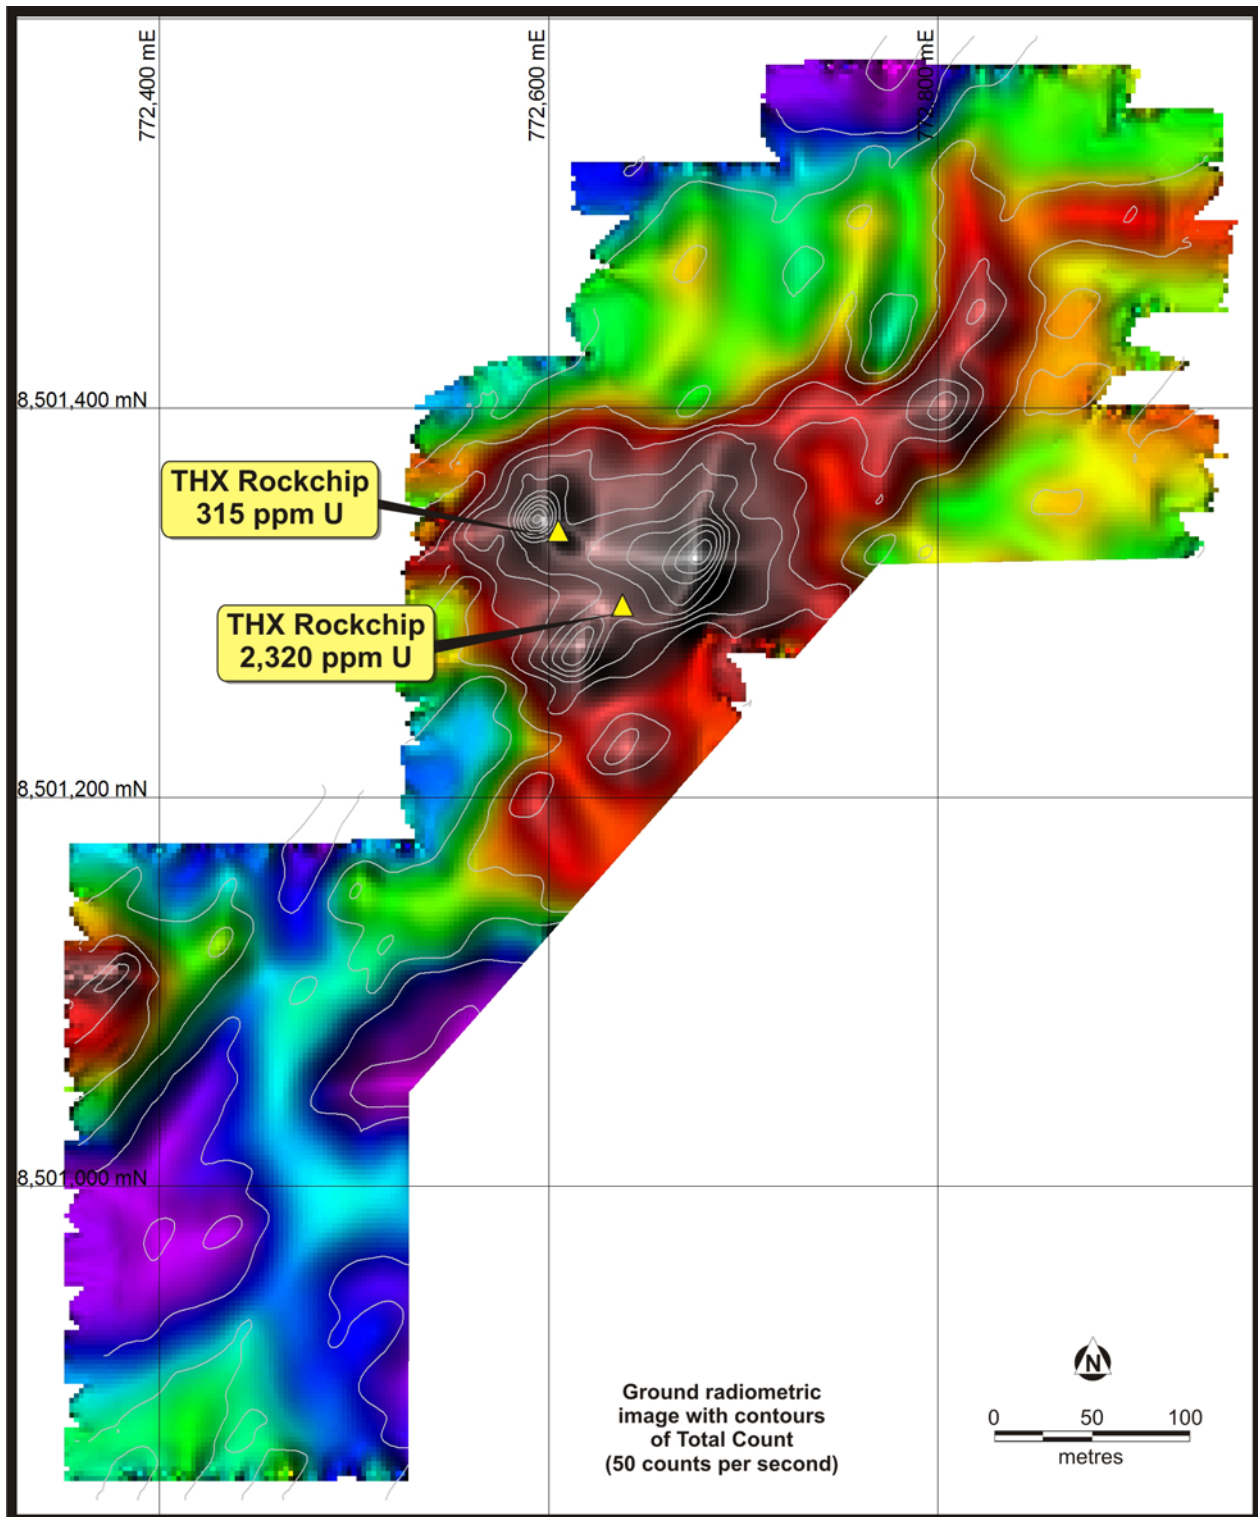 772,400 mE
772,600 mE
772,800 mE
8,501,400 mN
THX Rockchip
315 ppm U
THX Rockchip
2,320 ppm U
8,501,200 mN
8,501,000 mN
N
Ground radiometric
image with contours
of Total Count
(50 counts per second)
0 50 100
metres